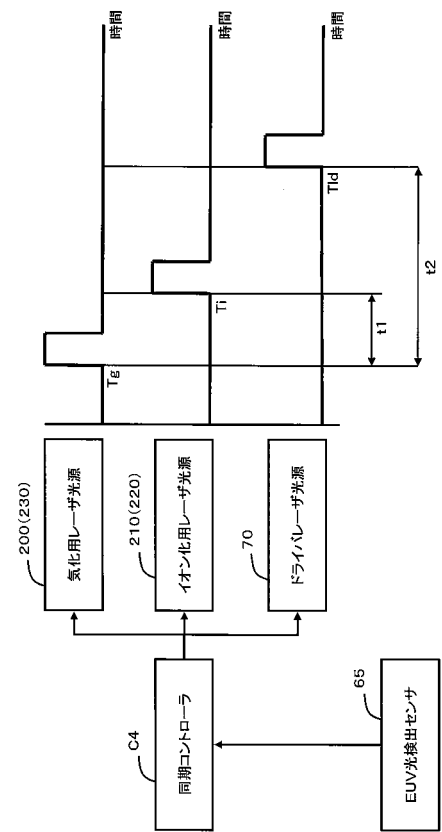 EUV光検出センサ
65
同期コントローラ
C4
気化用レーザ光源
200(230)
イオン化用レーザ光源
210(220)
ドライバレーザ光源
70
Tg
時間
Ti
時間
Tld
時間
t1
t2